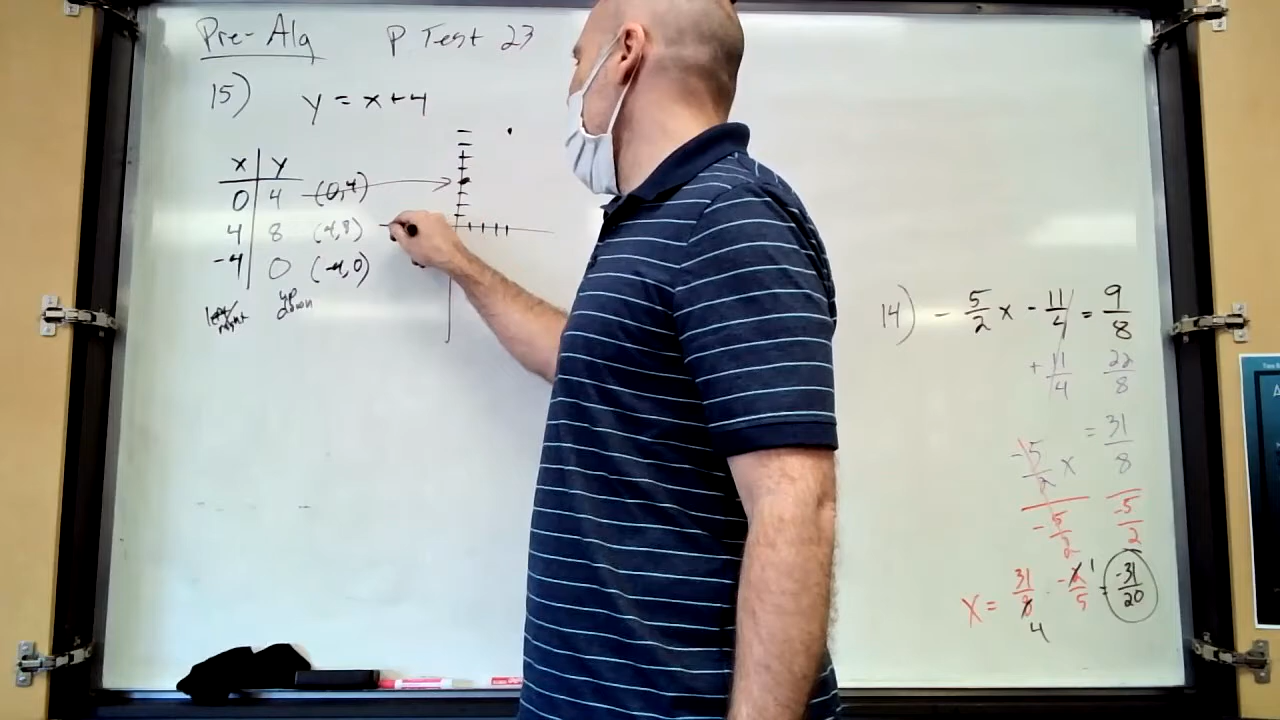 Pre-Alg P Test 23
15) y = x+4
x y
0 4 (0,4)
4 8 (4,8)
-4 0 (-4,0)
left/right up down
14) - 5/2 x - 11/4 = 9/8
+ 11/4 22/8
-5/2 x = 31/8
-5/2 -5/2
x = 31/8 · -2/5 = -31/20
4 1